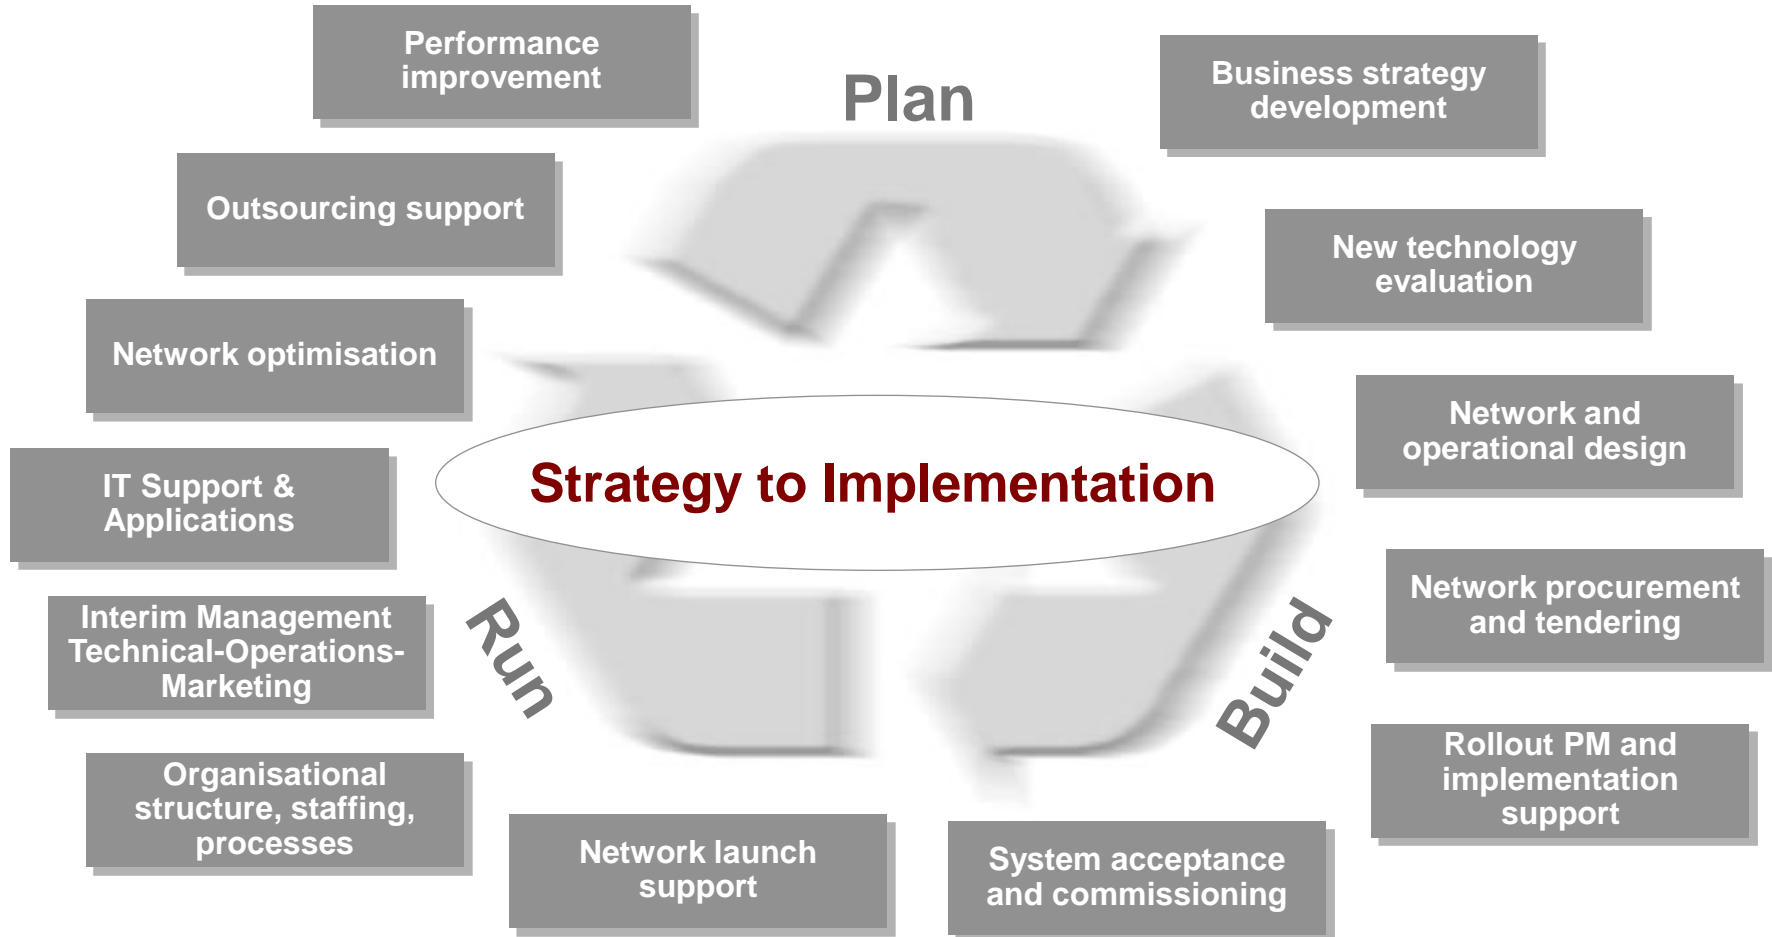 Performance
improvement
Plan
Business strategy
development
Outsourcing support
New technology
evaluation
Network optimisation
Network and
operational design
Strategy to Implementation
IT Support &
Applications
Network procurement
and tendering
Interim Management
Technical-Operations-
Marketing
Run
Build
Rollout PM and
implementation
support
Organisational
structure, staffing,
processes
Network launch
support
System acceptance
and commissioning